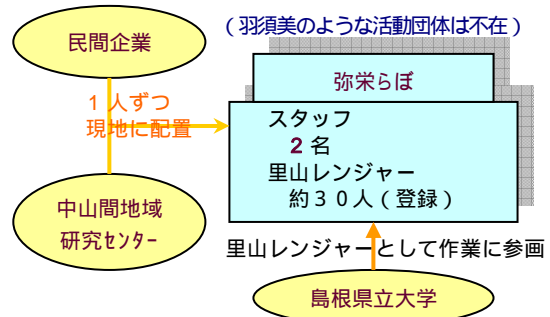 民間企業
（羽須美のような活動団体は不在）
弥栄らぼ
１人ずつ
現地に配置
スタッフ
２名
里山レンジャー
約３０人（登録）
中山間地域
研究ｾﾝﾀｰ
里山レンジャーとして作業に参画
島根県立大学